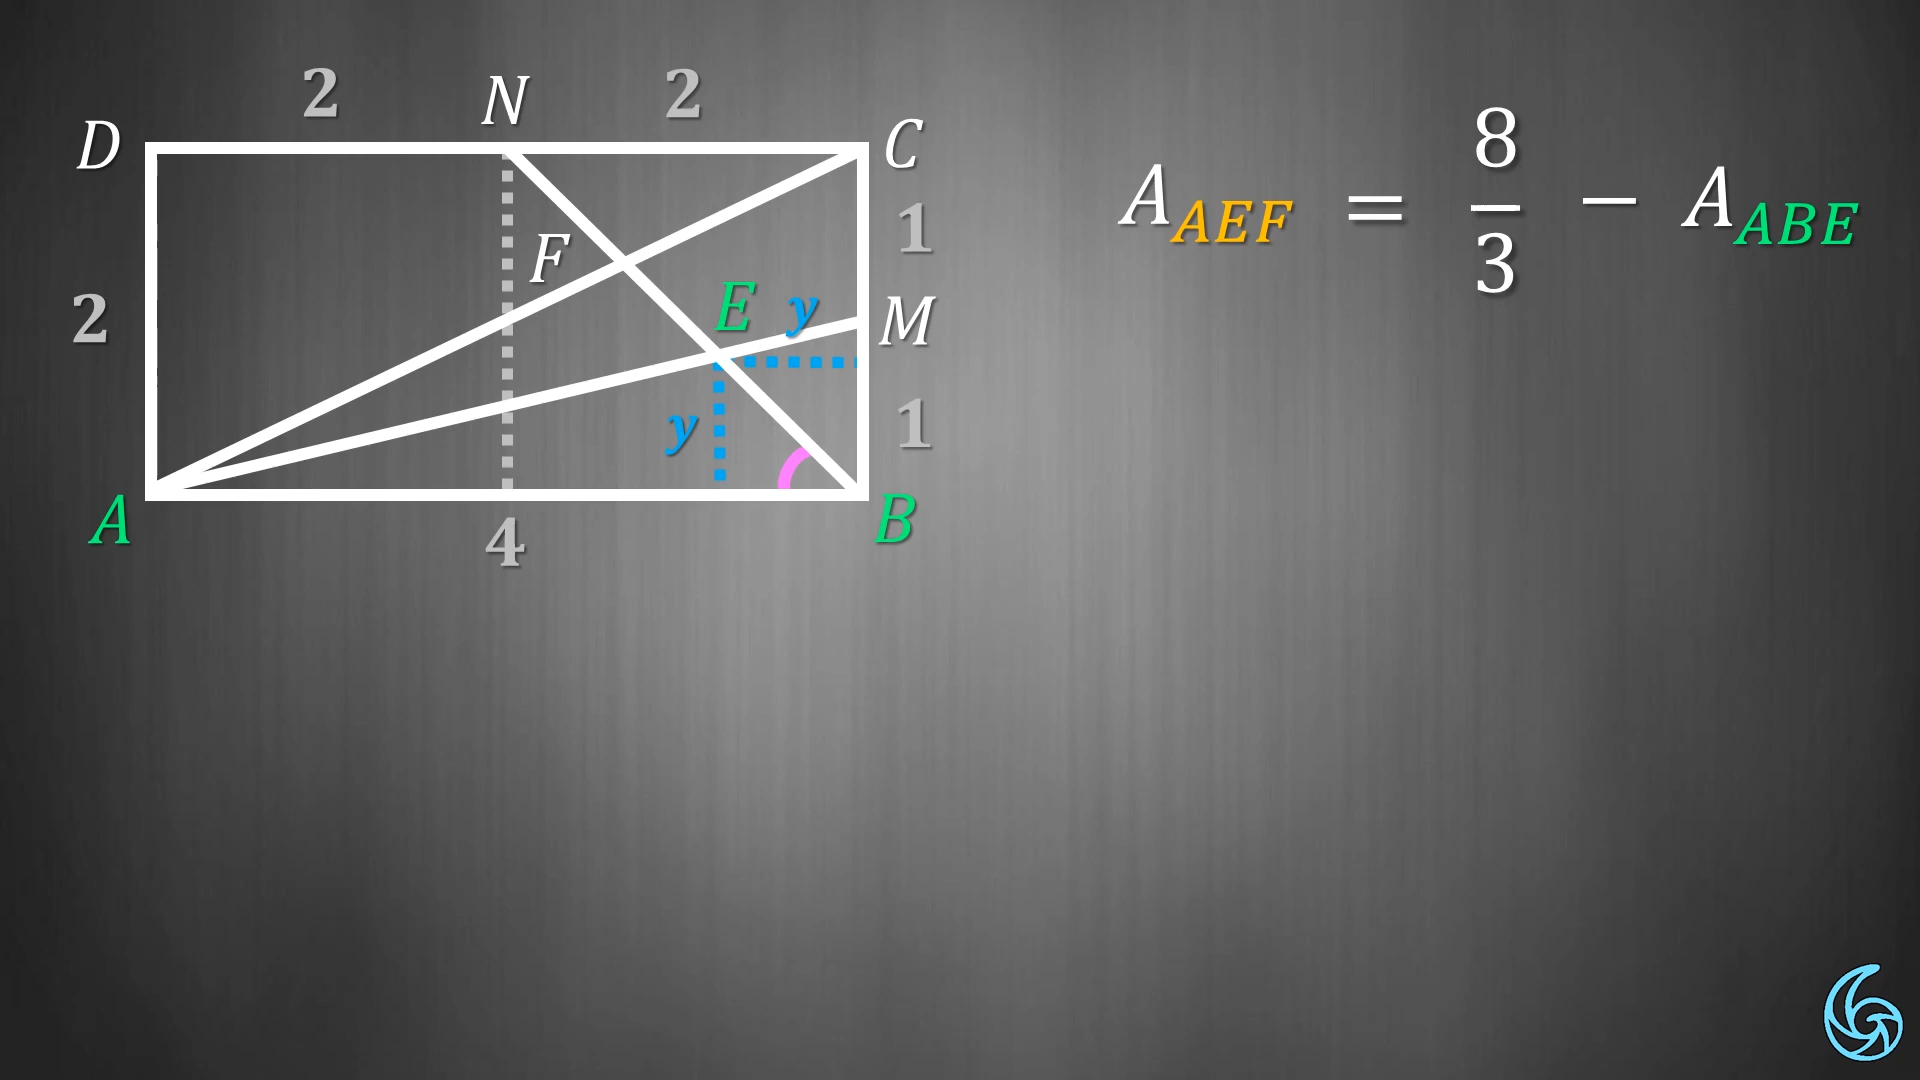 2 N 2
D C
1
F
E y M
2
y 1
A B
4
A_AEF = 8/3 − A_ABE